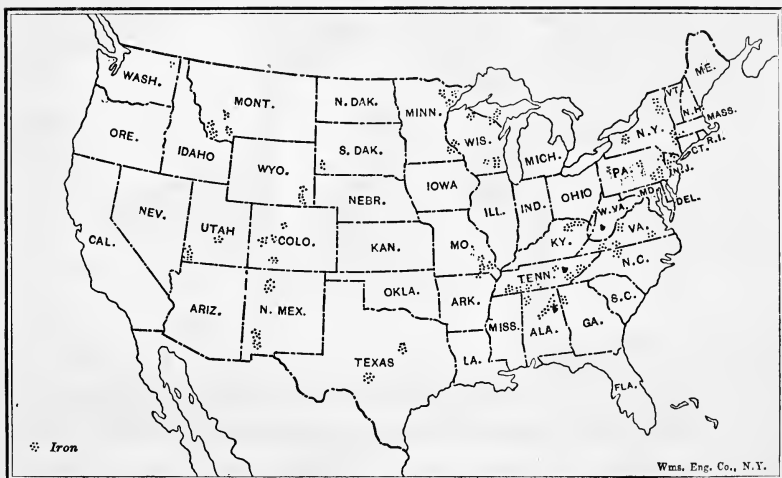 WASH.
MONT.
N. DAK.
MINN.
ORE.
IDAHO
WYO.
S. DAK.
WIS.
MICH.
ME.
VT.
N.H.
MASS.
N.Y.
R.I.
CT.
NEBR.
IOWA
ILL.
IND.
OHIO
PA.
N.J.
MD.
DEL.
W.VA.
VA.
NEV.
UTAH
COLO.
KAN.
MO.
KY.
CAL.
ARIZ.
N. MEX.
OKLA.
ARK.
TENN.
N.C.
S.C.
TEXAS
LA.
MISS.
ALA.
GA.
FLA.
Iron
Wms. Eng. Co., N.Y.